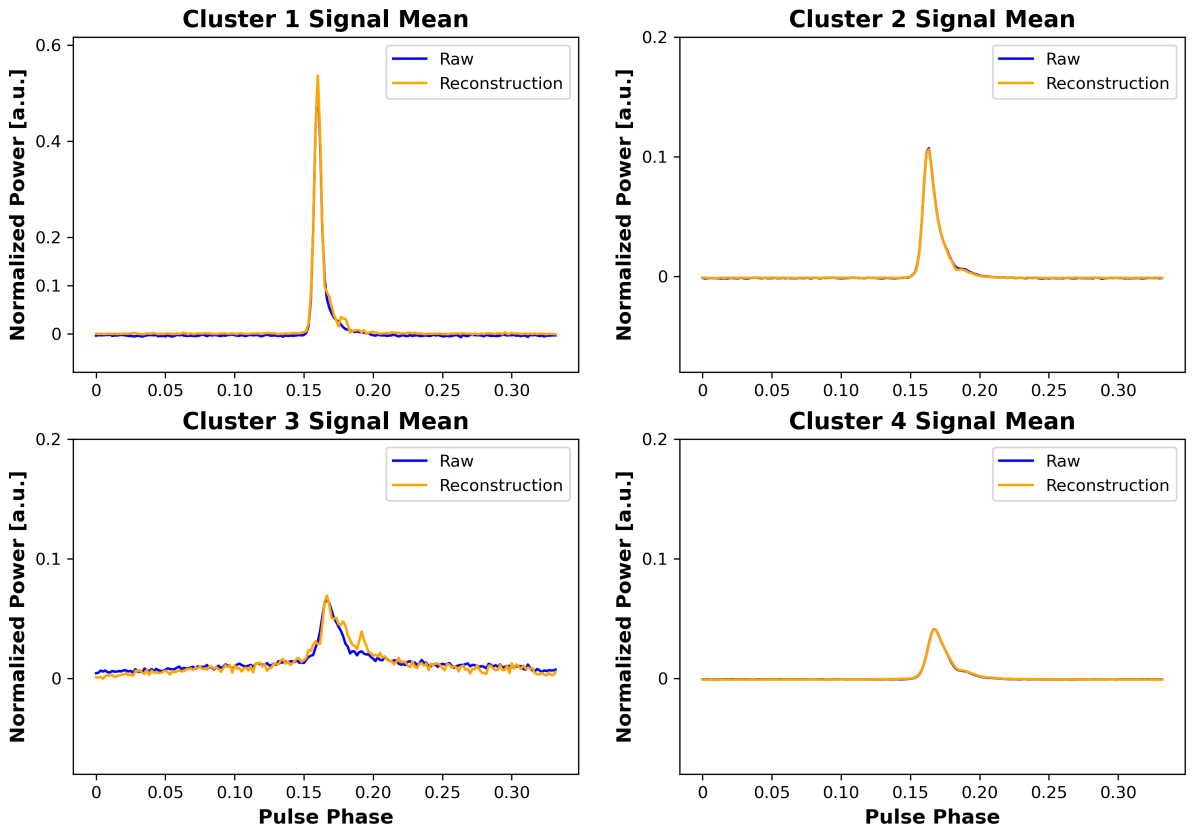 Cluster 1 Signal Mean
Normalized Power [a.u.]
0.6
0.4
0.2
0.1
0
Raw
Reconstruction
0 0.05 0.10 0.15 0.20 0.25 0.30
Cluster 2 Signal Mean
Normalized Power [a.u.]
0.2
0.1
0
Raw
Reconstruction
0 0.05 0.10 0.15 0.20 0.25 0.30
Cluster 3 Signal Mean
Normalized Power [a.u.]
0.2
0.1
0
Raw
Reconstruction
0 0.05 0.10 0.15 0.20 0.25 0.30
Pulse Phase
Cluster 4 Signal Mean
Normalized Power [a.u.]
0.2
0.1
0
Raw
Reconstruction
0 0.05 0.10 0.15 0.20 0.25 0.30
Pulse Phase